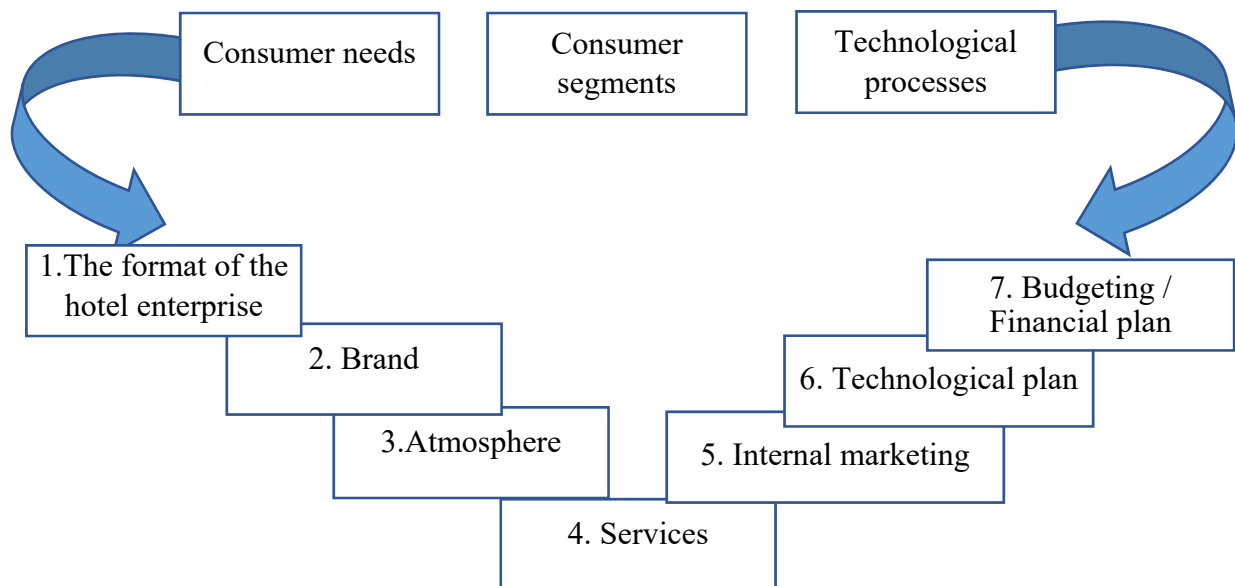 Consumer needs
Consumer
segments
Technological
processes
1.The format of the
hotel enterprise
2. Brand
3.Atmosphere
4. Services
5. Internal marketing
6. Technological plan
7. Budgeting /
Financial plan